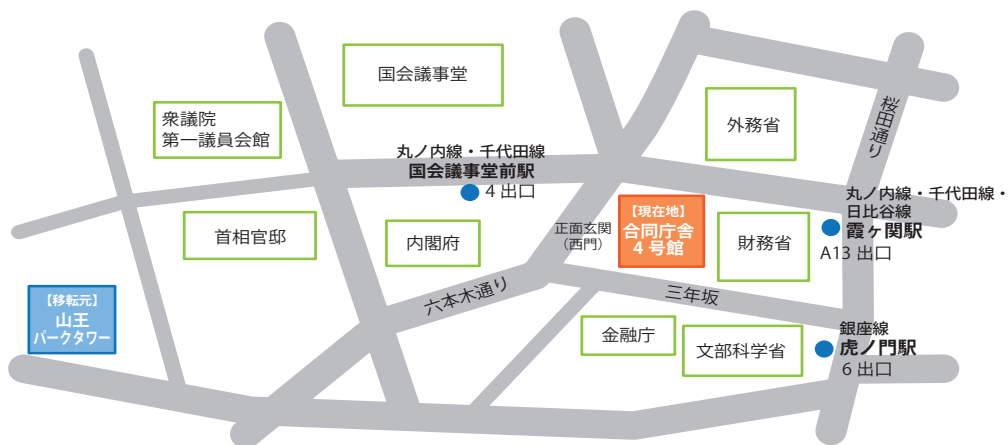 国会議事堂
衆議院
第一議員会館
外務省
桜田通り
丸ノ内線・千代田線
国会議事堂前駅
4 出口
丸ノ内線・千代田線・
日比谷線
霞ヶ関駅
A13 出口
首相官邸
内閣府
正面玄関
（西門）
【現在地】
合同庁舎
4 号館
財務省
六本木通り
三年坂
【移転元】
山王
パークタワー
金融庁
文部科学省
銀座線
虎ノ門駅
6 出口